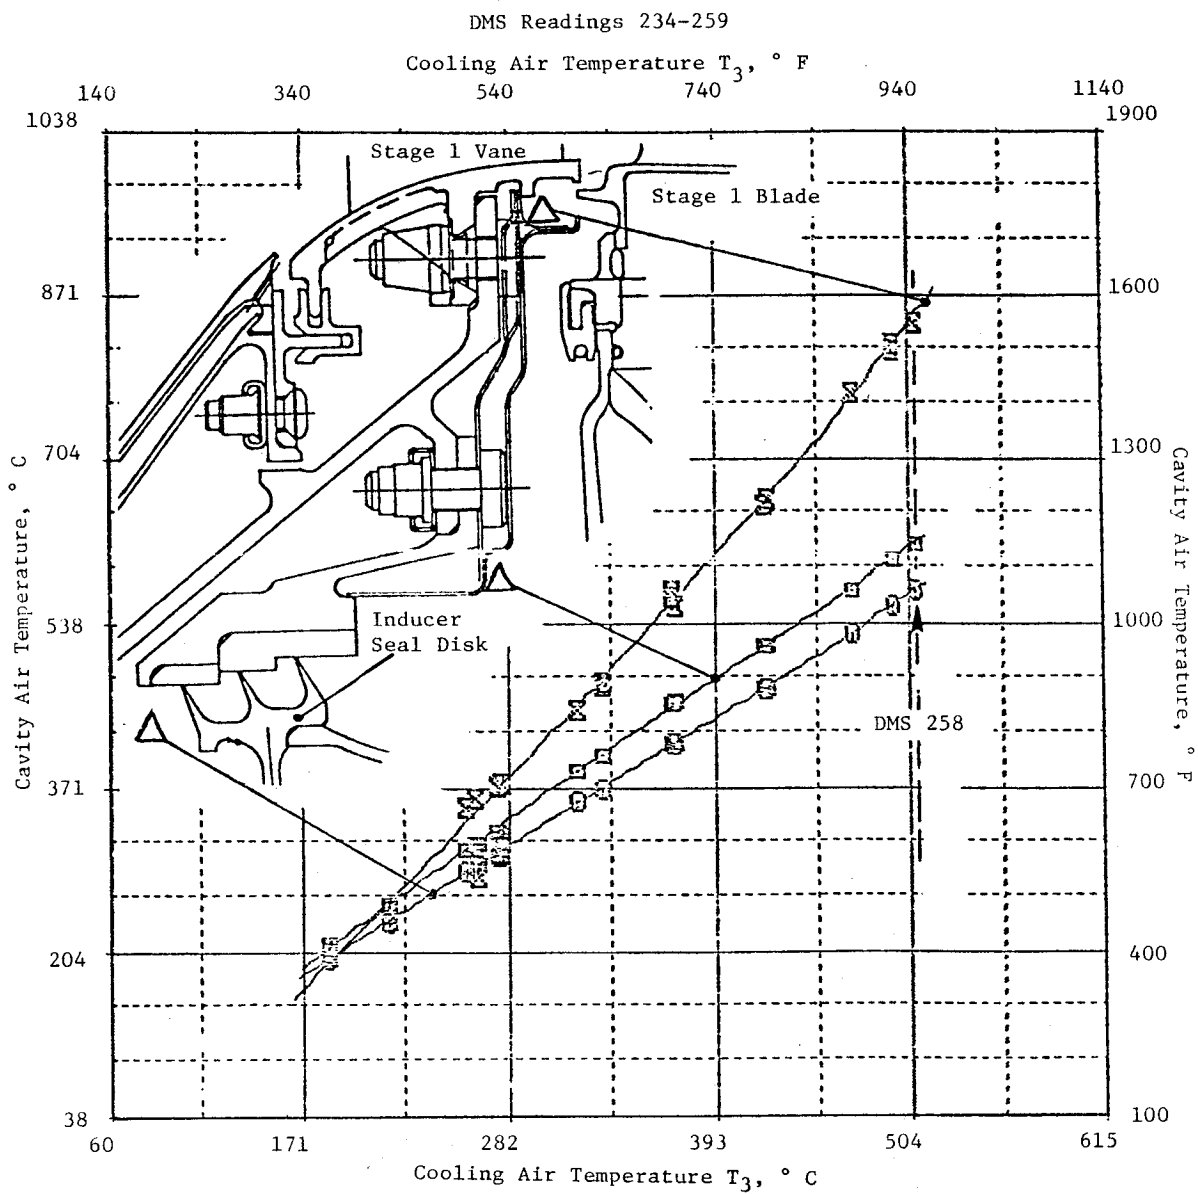 DMS Readings 234-259
Cooling Air Temperature T3, ° F
140 340 540 740 940 1140
1038 1900
Stage 1 Vane
Stage 1 Blade
871 1600
704 1300
Cavity Air Temperature, ° C
Cavity Air Temperature, ° F
538 1000
Inducer
Seal Disk
DMS 258
371 700
204 400
38 100
60 171 282 393 504 615
Cooling Air Temperature T3, ° C